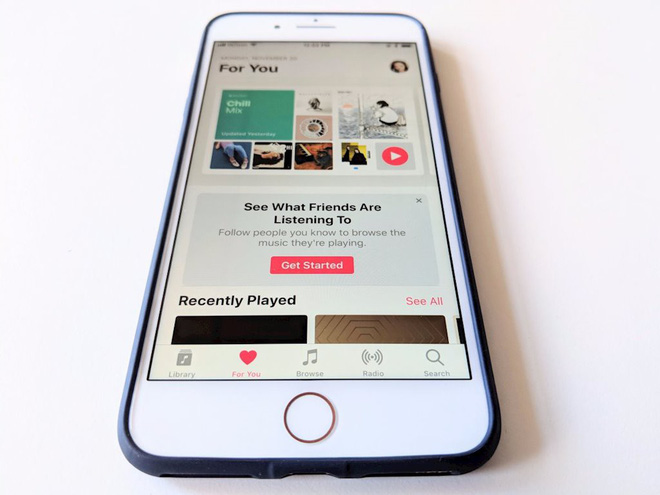 For You
Chill
Mix
Updated Yesterday
See What Friends Are
Listening To
Follow people you know to browse the
music they're playing.
Get Started
Recently Played
See All
Library
For You
Browse
Radio
Search